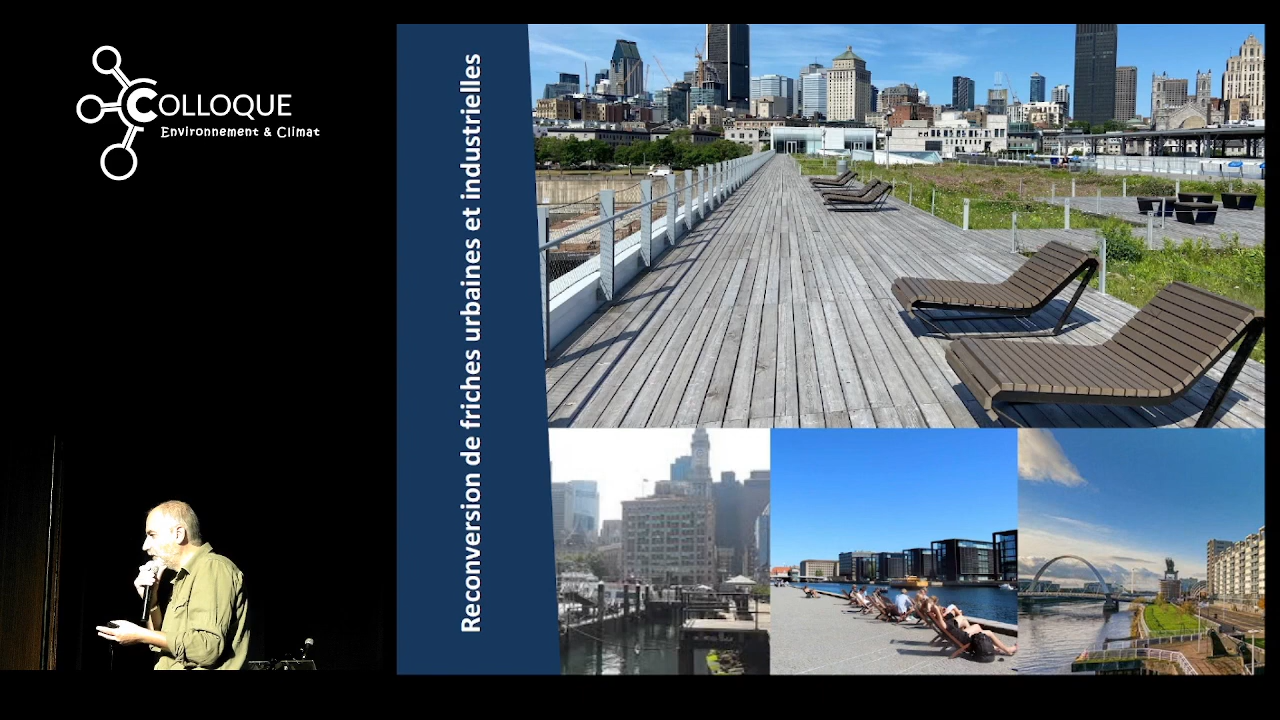 COLLOQUE
Environnement & Climat
Reconversion de friches urbaines et industrielles